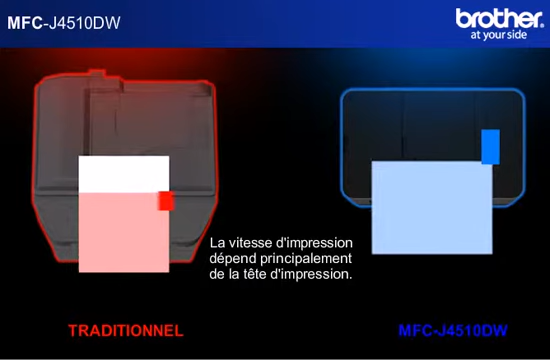 MFC-J4510DW
brother
at your side
La vitesse d'impression
dépend principalement
de la tête d'impression.
TRADITIONNEL
MFC-J4510DW